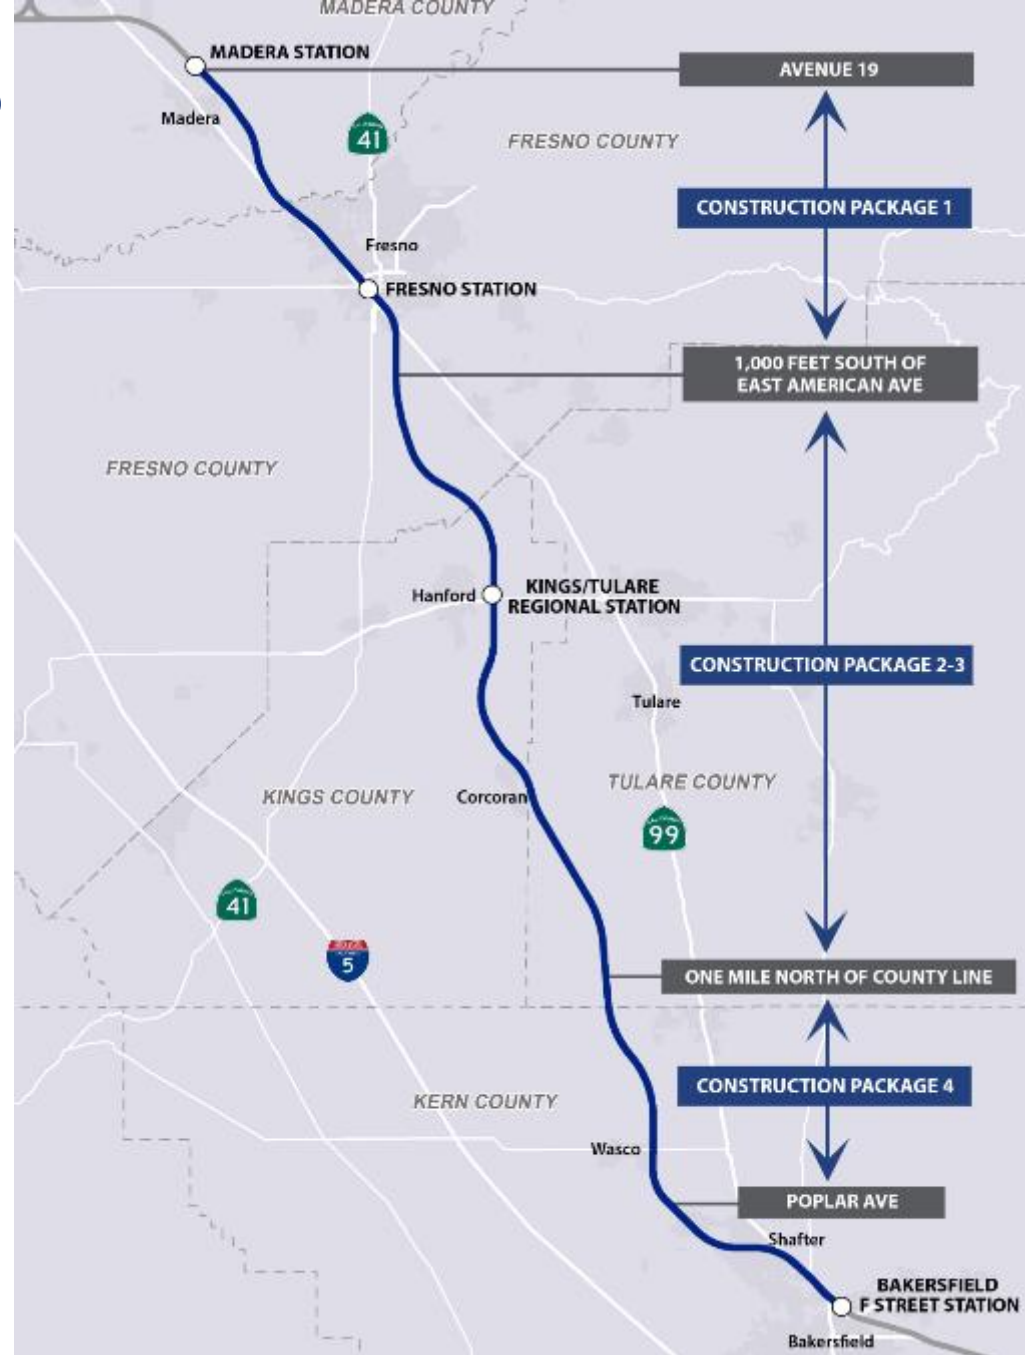 MADERA COUNTY
MADERA STATION
AVENUE 19
Madera
41
FRESNO COUNTY
CONSTRUCTION PACKAGE 1
Fresno
FRESNO STATION
1,000 FEET SOUTH OF
EAST AMERICAN AVE
FRESNO COUNTY
Hanford
KINGS/TULARE
REGIONAL STATION
CONSTRUCTION PACKAGE 2-3
Tulare
KINGS COUNTY
Corcoran
TULARE COUNTY
99
41
5
ONE MILE NORTH OF COUNTY LINE
CONSTRUCTION PACKAGE 4
KERN COUNTY
Wasco
POPLAR AVE
Shafter
BAKERSFIELD
F STREET STATION
Bakersfield